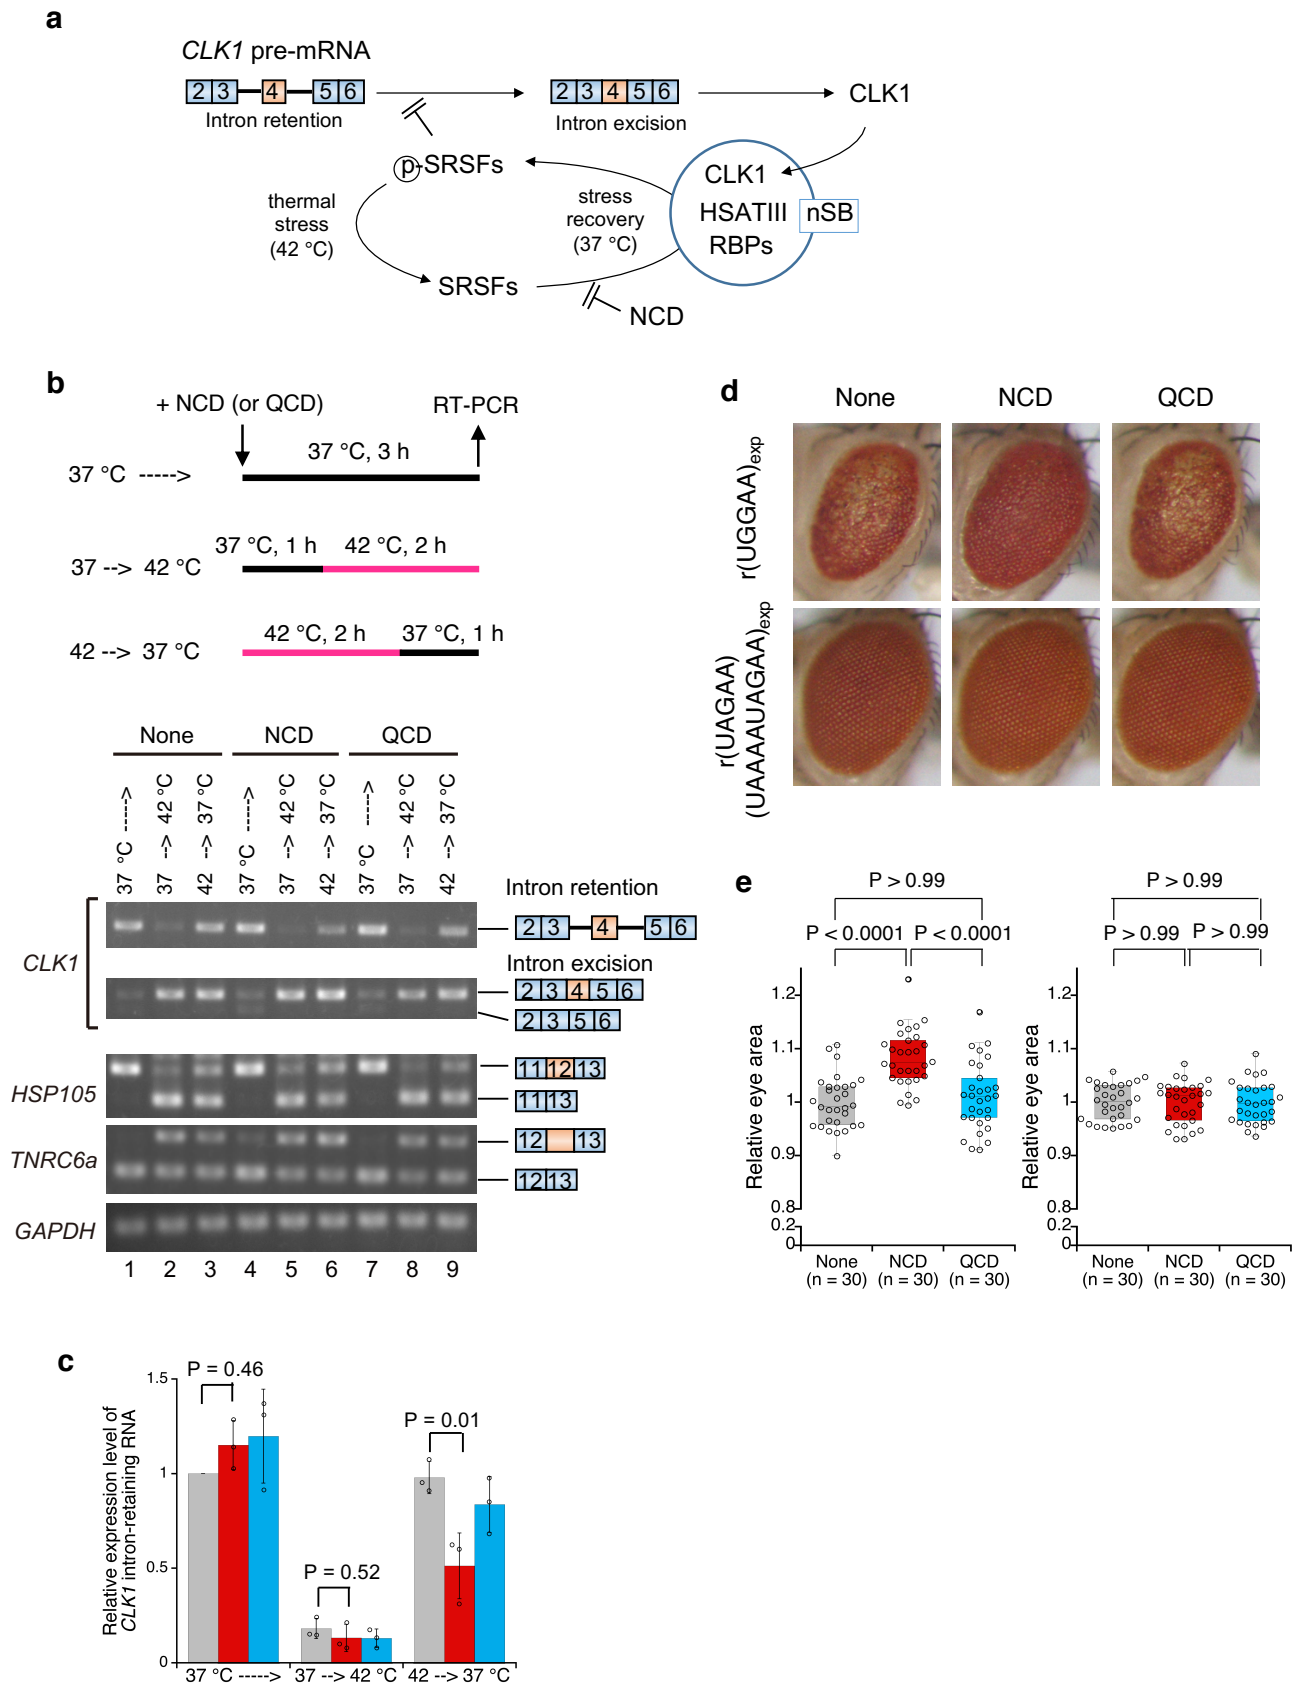 a
CLK1 pre-mRNA
2 3 4 5 6
Intron retention
2 3 4 5 6
Intron excision
CLK1
p-SRSFs
thermal
stress
(42 °C)
stress
recovery
(37 °C)
CLK1
HSATIII
RBPs
nSB
SRSFs
NCD
b
+ NCD (or QCD)
RT-PCR
37 °C ----->
37 °C, 3 h
37 --> 42 °C
37 °C, 1 h
42 °C, 2 h
42 --> 37 °C
42 °C, 2 h
37 °C, 1 h
None NCD QCD
37 °C ----->
37 --> 42 °C
42 --> 37 °C
37 °C ----->
37 --> 42 °C
42 --> 37 °C
37 °C ----->
37 --> 42 °C
42 --> 37 °C
CLK1
Intron retention
2 3 4 5 6
Intron excision
2 3 4 5 6
2 3 5 6
HSP105
11 12 13
11 13
TNRC6a
12 13
12 13
GAPDH
1 2 3 4 5 6 7 8 9
c
Relative expression level of
CLK1 intron-retaining RNA
1.5
1
0.5
0
P = 0.46
P = 0.52
P = 0.01
37 °C ----->
37 --> 42 °C
42 --> 37 °C
d
None NCD QCD
r(UGGAA)exp
r(UAGAA)
(UAAAAUAGAA)exp
e
P > 0.99
P < 0.0001
P < 0.0001
Relative eye area
1.2
1.1
1
0.9
0.8
0.2
0
None
(n = 30)
NCD
(n = 30)
QCD
(n = 30)
P > 0.99
P > 0.99
P > 0.99
Relative eye area
1.2
1.1
1
0.9
0.8
0.2
0
None
(n = 30)
NCD
(n = 30)
QCD
(n = 30)